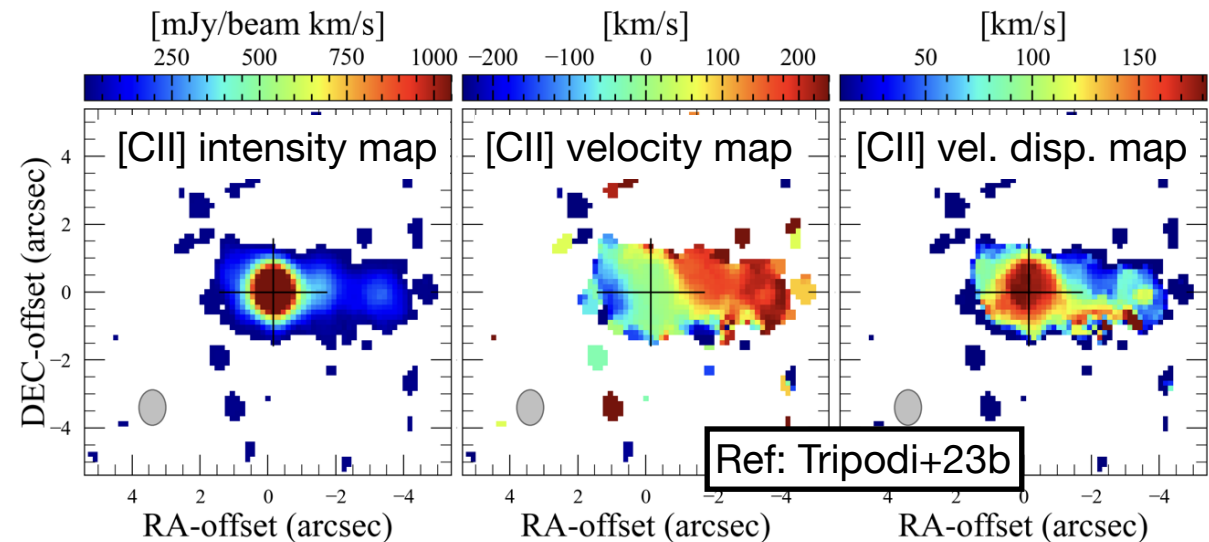 [mJy/beam km/s]
250 500 750 1000
[CII] intensity map
DEC-offset (arcsec)
4
2
0
−2
−4
4 2 0 −2 −4
RA-offset (arcsec)
[km/s]
−200 −100 0 100 200
[CII] velocity map
4 2 0 −2 −4
RA-offset (arcsec)
[km/s]
50 100 150
[CII] vel. disp. map
4 2 0 −2 −4
RA-offset (arcsec)
Ref: Tripodi+23b